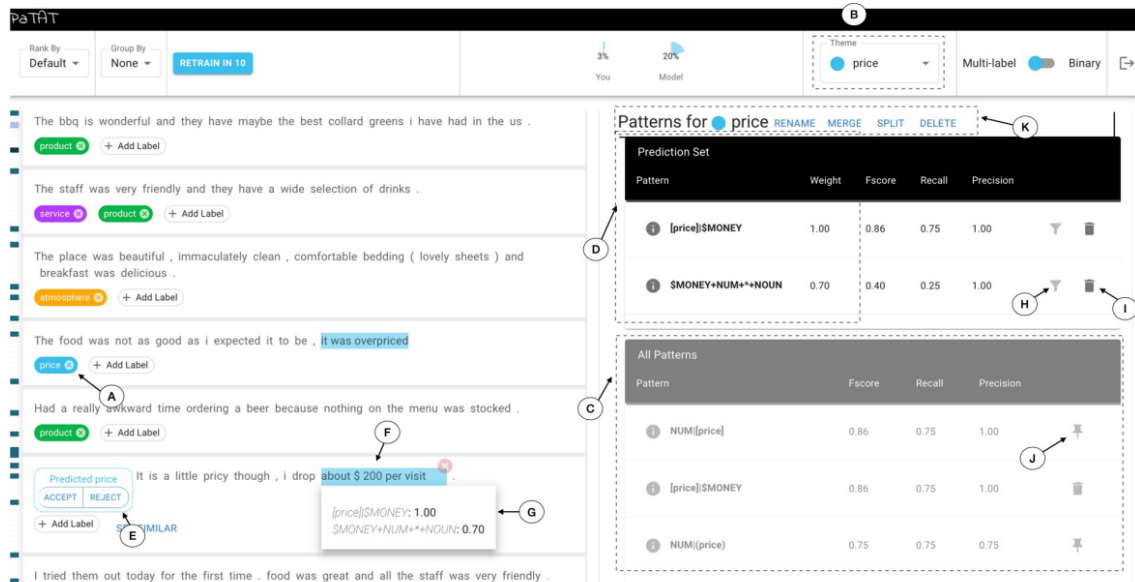 PaTAT
B
Rank By
Default
Group By
None
RETRAIN IN 10
3%
You
20%
Model
Theme
price
Multi-label
Binary
The bbq is wonderful and they have maybe the best collard greens i have had in the us .
product
+ Add Label
The staff was very friendly and they have a wide selection of drinks .
service
product
+ Add Label
The place was beautiful , immaculately clean , comfortable bedding ( lovely sheets ) and
breakfast was delicious .
atmosphere
+ Add Label
The food was not as good as i expected it to be , it was overpriced
price
+ Add Label
A
Had a really awkward time ordering a beer because nothing on the menu was stocked .
product
+ Add Label
F
Predicted price
ACCEPT REJECT
It is a little pricy though , i drop about $ 200 per visit .
+ Add Label
E
SIMILAR
[price]|$MONEY: 1.00
$MONEY+NUM+*+NOUN: 0.70
G
I tried them out today for the first time . food was great and all the staff was very friendly .
Patterns for price RENAME MERGE SPLIT DELETE
K
Prediction Set
Pattern Weight Fscore Recall Precision
[price]|$MONEY 1.00 0.86 0.75 1.00
D
$MONEY+NUM+*+NOUN 0.70 0.40 0.25 1.00
H
I
All Patterns
Pattern Fscore Recall Precision
C
NUM|[price] 0.86 0.75 1.00
J
[price]|$MONEY 0.86 0.75 1.00
NUM|(price) 0.75 0.75 0.75